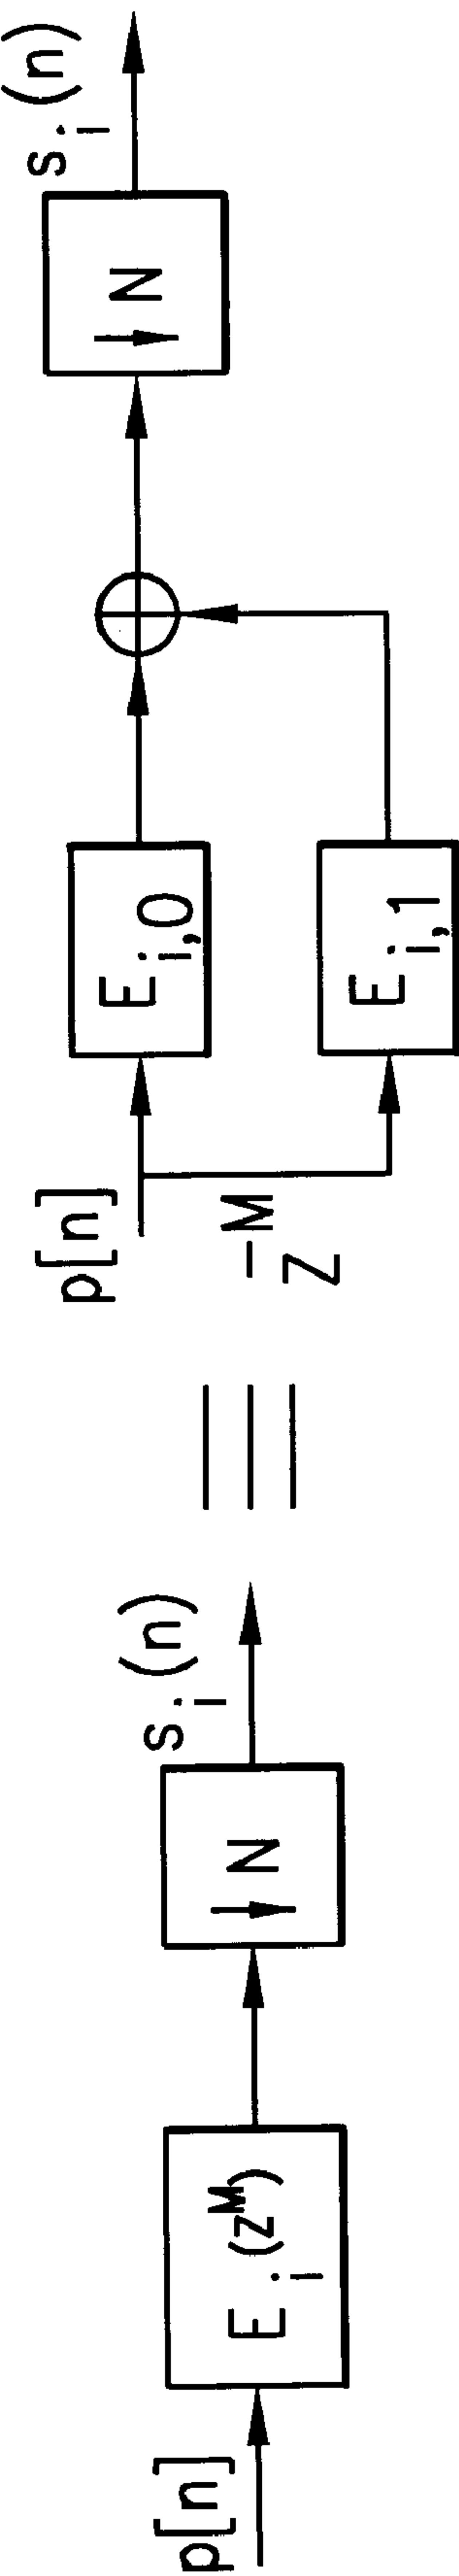 p[n]
E_i(z^M)
↓ N
s_i(n)
≡
p[n]
z^-M
E_i,0
E_i,1
↓ N
s_i(n)